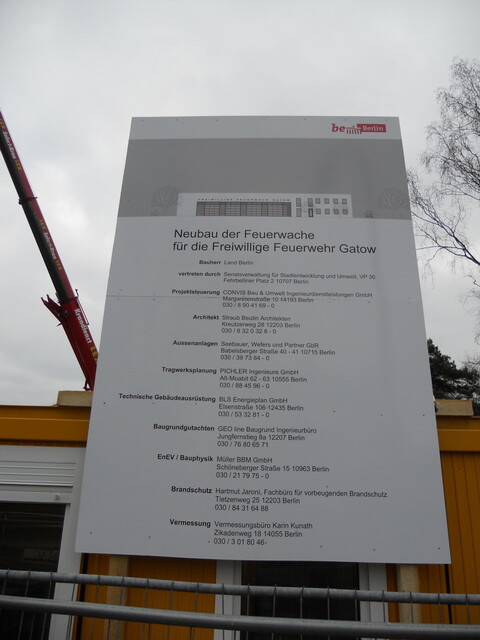 be Berlin
FREIWILLIGE FEUERWEHR GATOW
Neubau der Feuerwache
für die Freiwillige Feuerwehr Gatow
Bauherr Land Berlin
vertreten durch Senatsverwaltung für Stadtentwicklung und Umwelt, VP 30
Fehrbelliner Platz 2 10707 Berlin
Projektsteuerung CONVIS Bau & Umwelt Ingenieurdienstleistungen GmbH
Margaretenstraße 10 14193 Berlin
030 / 8 90 41 69 - 0
Architekt Straub Beutin Architekten
Kreutzerweg 28 12203 Berlin
030 / 8 32 0 32 8 - 0
Aussenanlagen Seebauer, Wefers und Partner GbR
Babelsberger Straße 40 - 41 10715 Berlin
030 / 39 73 84 - 0
Tragwerksplanung PICHLER Ingenieure GmbH
Alt-Moabit 62 - 63 10555 Berlin
030 / 88 45 96 - 0
Technische Gebäudeausrüstung BLS Energieplan GmbH
Elsenstraße 106-12435 Berlin
030 / 53 32 81 - 0
Baugrundgutachten GEO line Baugrund Ingenieurbüro
Jungfernstieg 8a 12207 Berlin
030 / 76 80 65 71
EnEV / Bauphysik Müller BBM GmbH
Schöneberger Straße 15 10963 Berlin
030 / 21 79 75 - 0
Brandschutz Hartmut Jaroni, Fachbüro für vorbeugenden Brandschutz
Tietzenweg 25 12203 Berlin
030 / 84 31 64 88
Vermessung Vermessungsbüro Karin Kunath
Zikadenweg 18 14055 Berlin
030 / 3 01 80 46